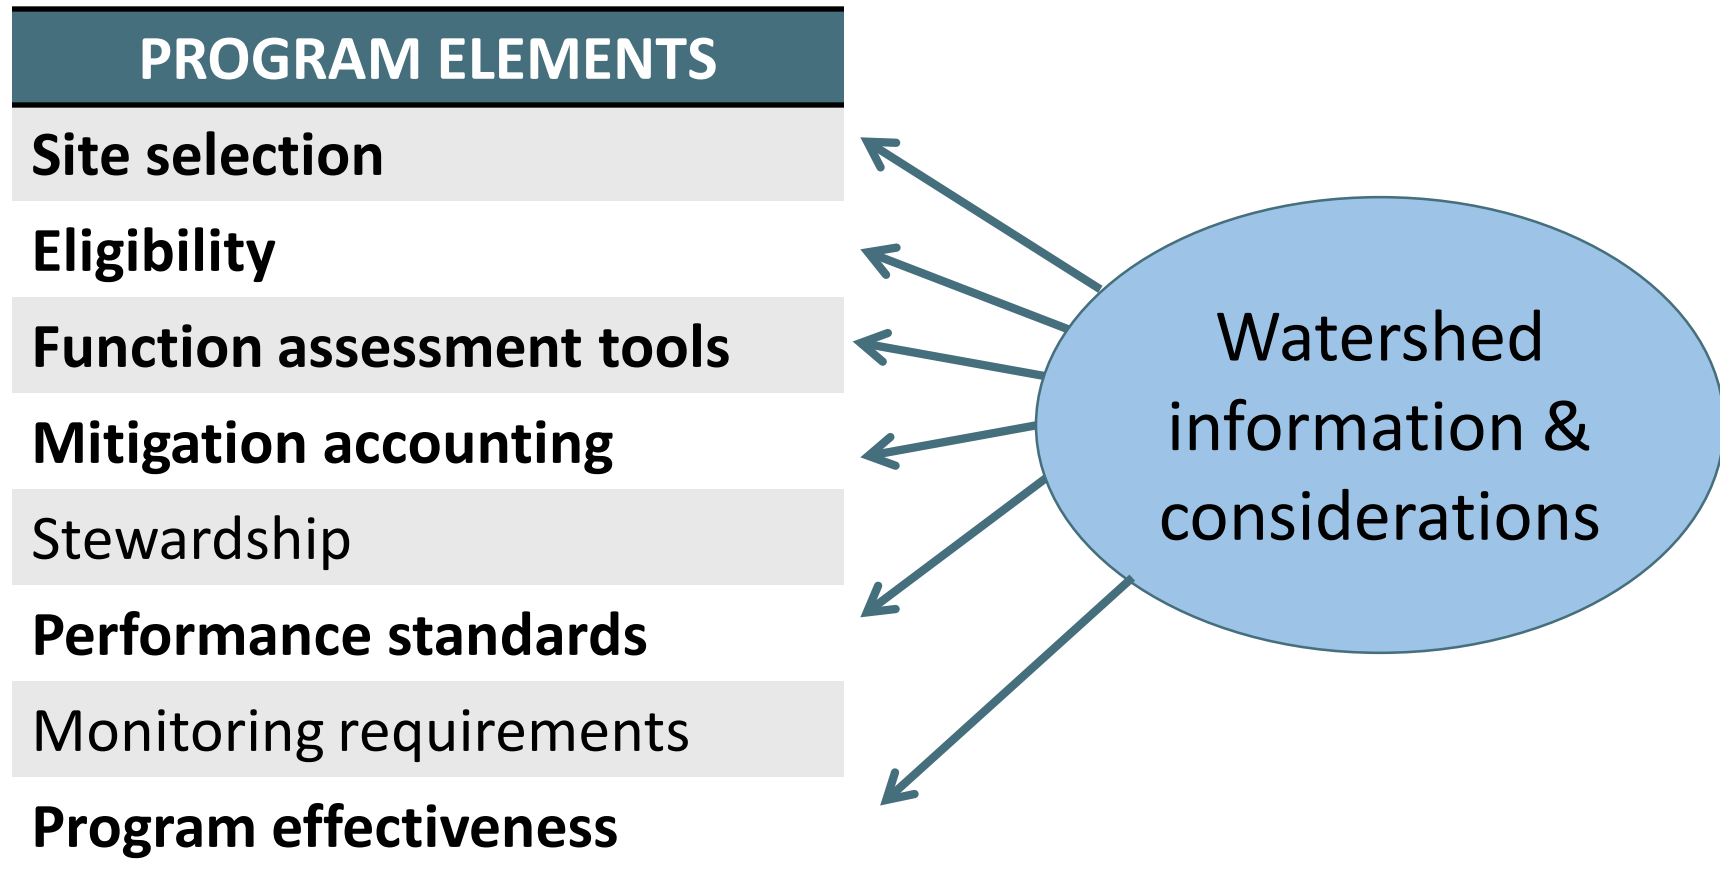 PROGRAM ELEMENTS
Site selection
Eligibility
Function assessment tools
Mitigation accounting
Stewardship
Performance standards
Monitoring requirements
Program effectiveness
Watershed
information &
considerations